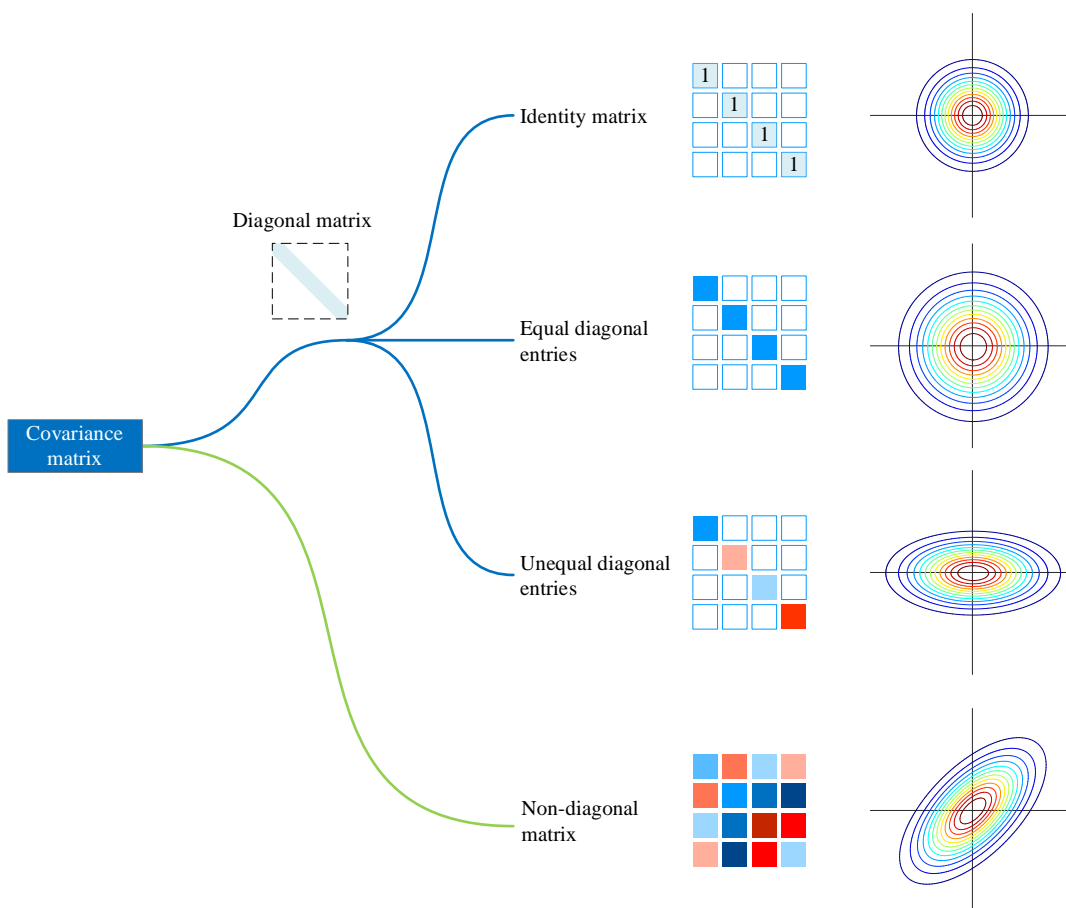 Identity matrix
1
1
1
1
Diagonal matrix
Equal diagonal
entries
Covariance
matrix
Unequal diagonal
entries
Non-diagonal
matrix